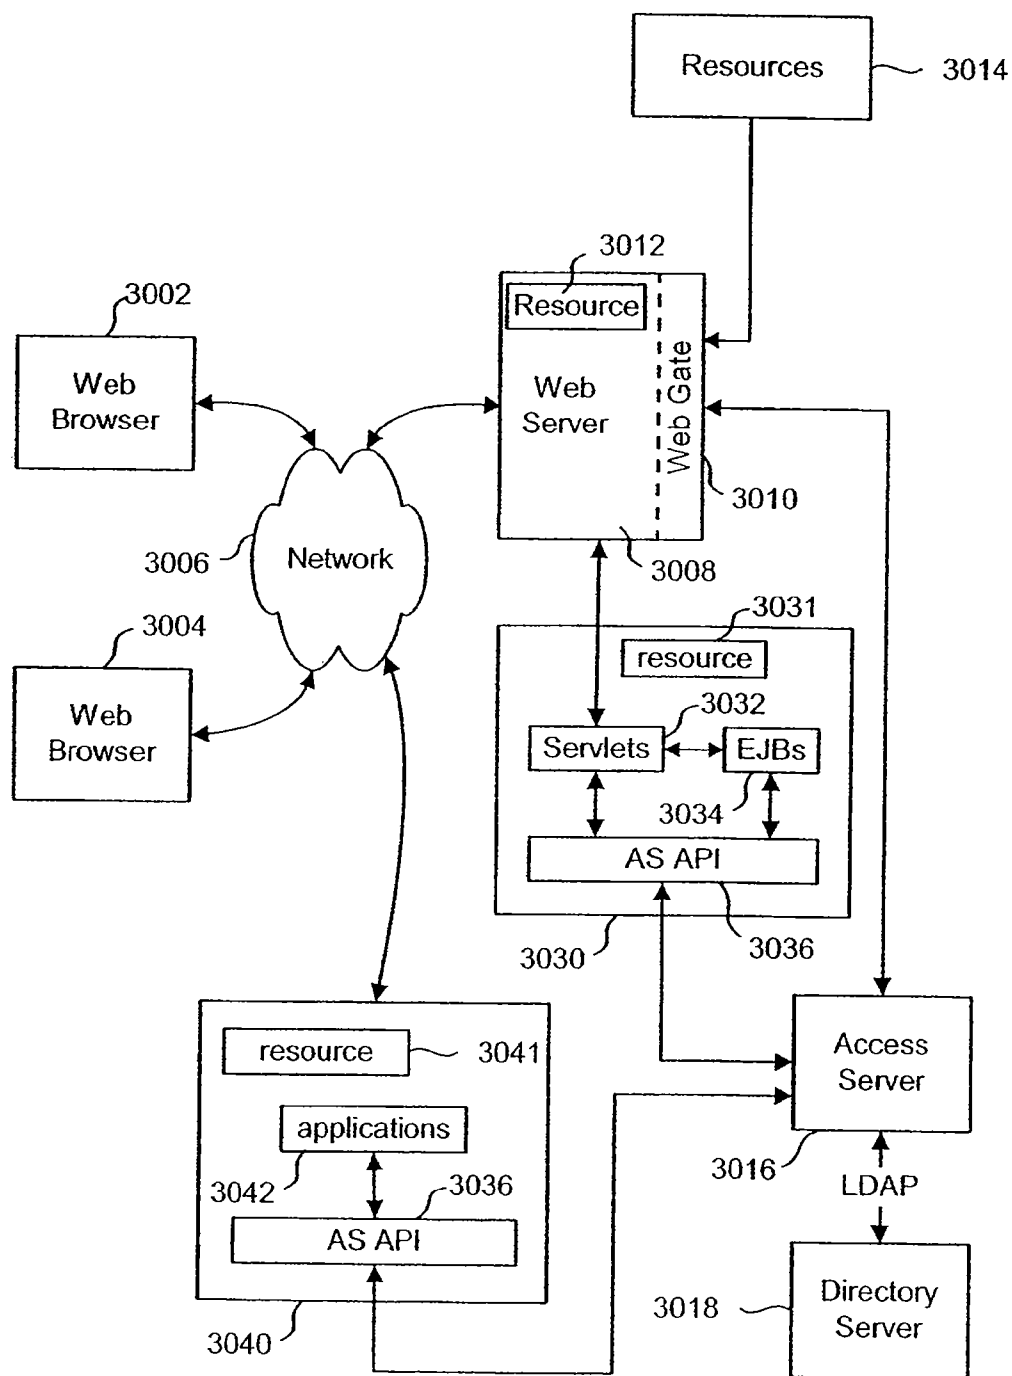 Resources
3014
3012
3002
Resource
Web
Browser
Web
Server
Web Gate
3010
3006
Network
3008
3004
3031
resource
Web
Browser
3032
Servlets
EJBs
3034
AS API
3036
3030
resource
3041
Access
Server
applications
3016
3042
3036
LDAP
AS API
Directory
Server
3018
3040